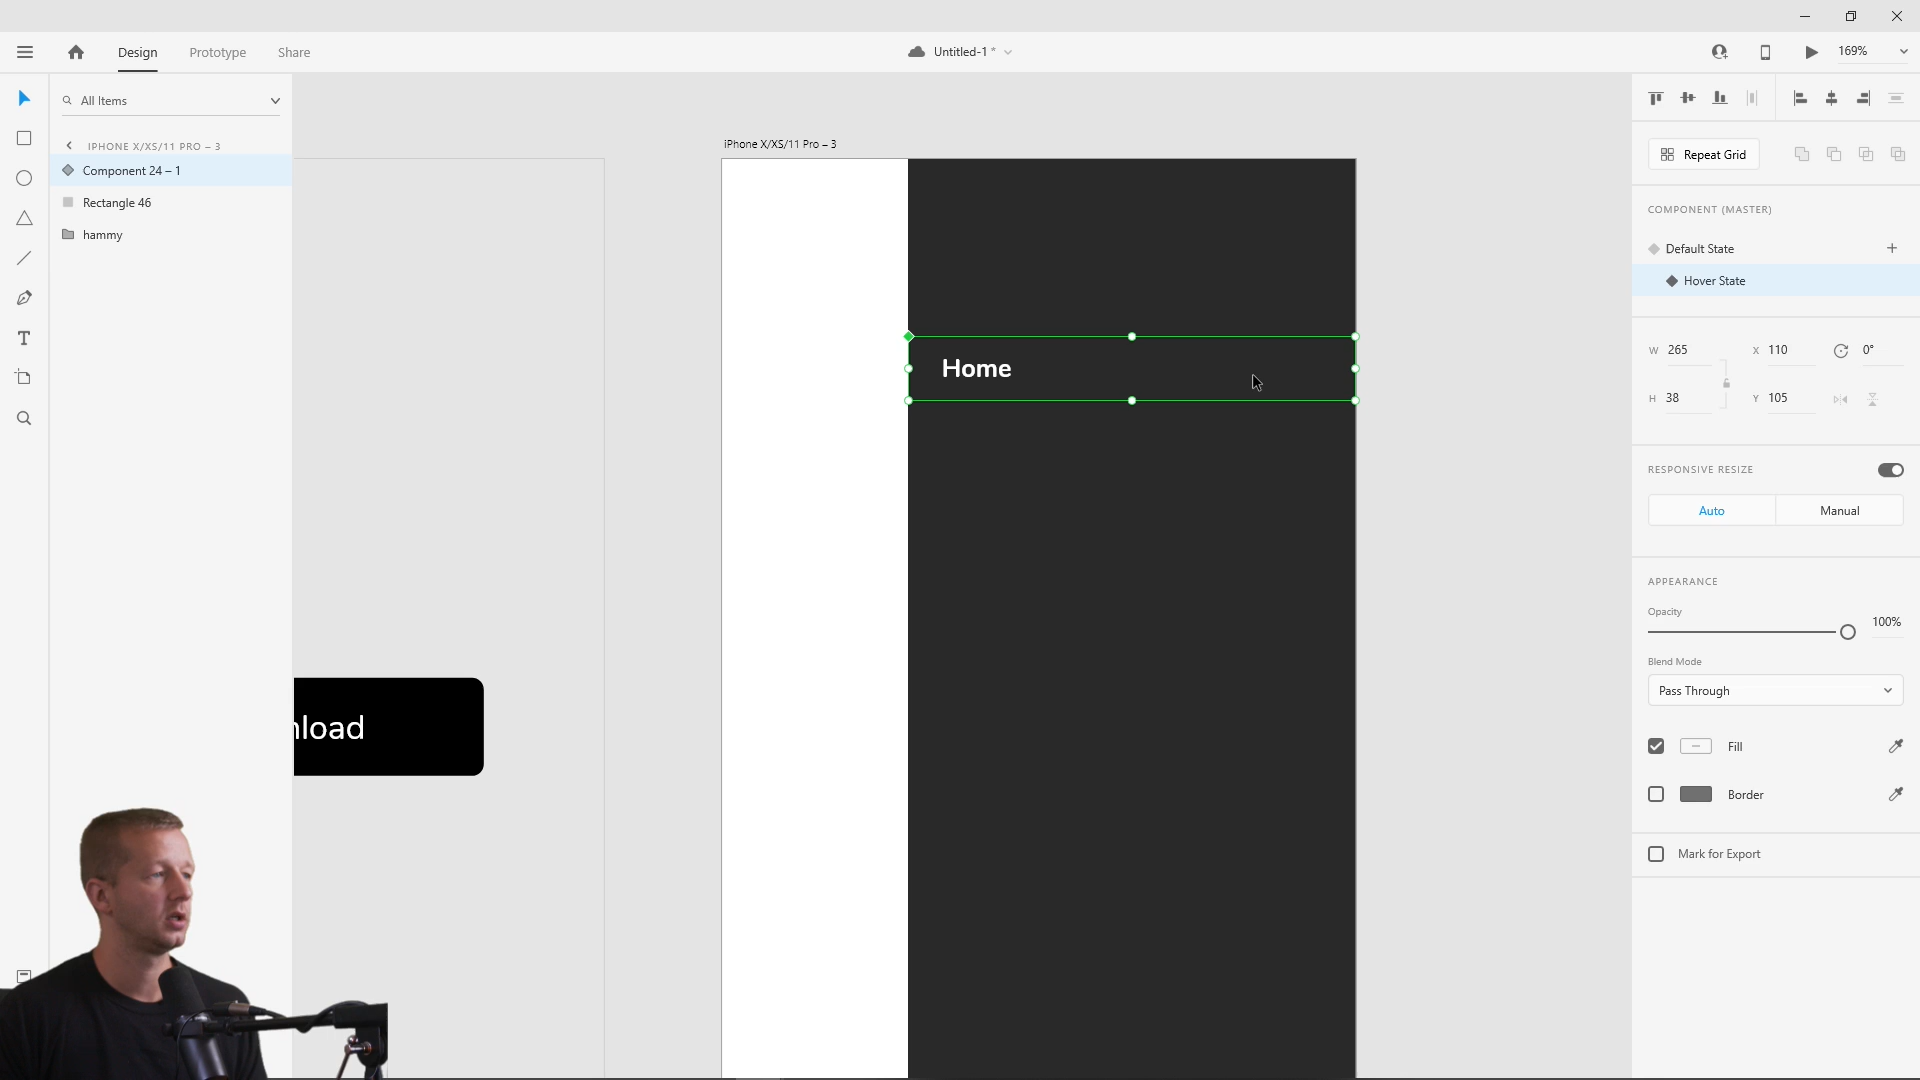 Design
Prototype
Share
Untitled-1 *
169%
All Items
IPHONE X/XS/11 PRO – 3
Component 24 – 1
Rectangle 46
hammy
iPhone X/XS/11 Pro – 3
Home
nload
Repeat Grid
COMPONENT (MASTER)
Default State
Hover State
W 265 X 110 0°
H 38 Y 105
RESPONSIVE RESIZE
Auto Manual
APPEARANCE
Opacity
100%
Blend Mode
Pass Through
Fill
Border
Mark for Export